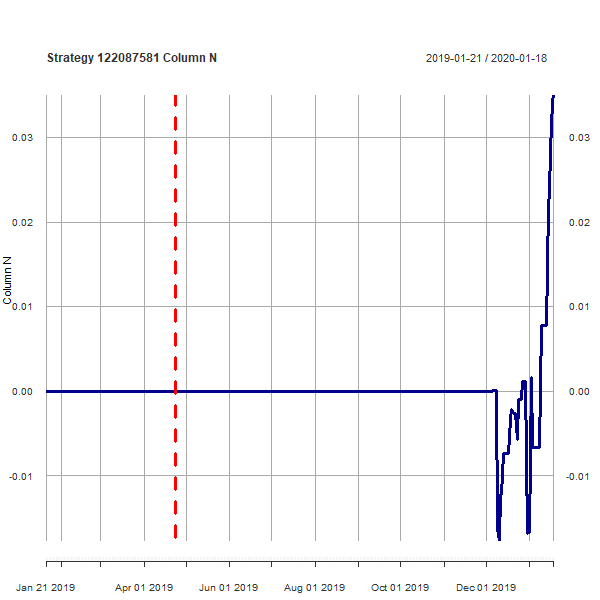 Strategy 122087581 Column N
2019-01-21 / 2020-01-18
0.03
0.02
0.01
0.00
-0.01
Column N
0.03
0.02
0.01
0.00
-0.01
Jan 21 2019
Apr 01 2019
Jun 01 2019
Aug 01 2019
Oct 01 2019
Dec 01 2019